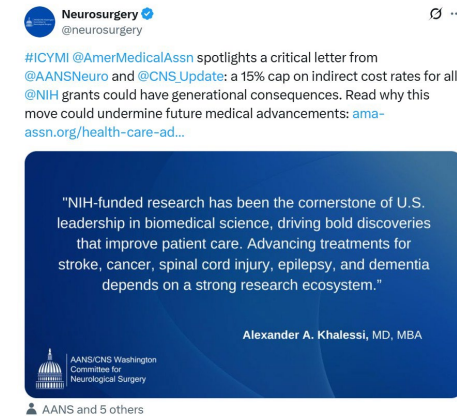 Neurosurgery
@neurosurgery
#ICYMI @AmerMedicalAssn spotlights a critical letter from
@AANSNeuro and @CNS_Update: a 15% cap on indirect cost rates for all
@NIH grants could have generational consequences. Read why this
move could undermine future medical advancements: ama-
assn.org/health-care-ad...
"NIH-funded research has been the cornerstone of U.S.
leadership in biomedical science, driving bold discoveries
that improve patient care. Advancing treatments for
stroke, cancer, spinal cord injury, epilepsy, and dementia
depends on a strong research ecosystem."
Alexander A. Khalessi, MD, MBA
AANS/CNS Washington
Committee for
Neurological Surgery
AANS and 5 others